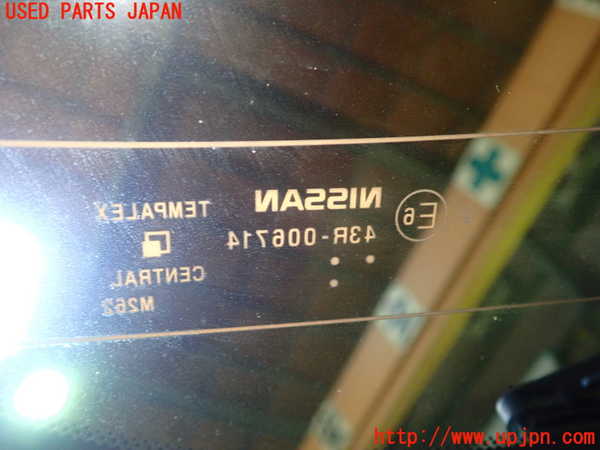 USED PARTS JAPAN
NISSAN
E6
TEMPALEX
43R-006714
CENTRAL
M262
http://www.upjpn.com/